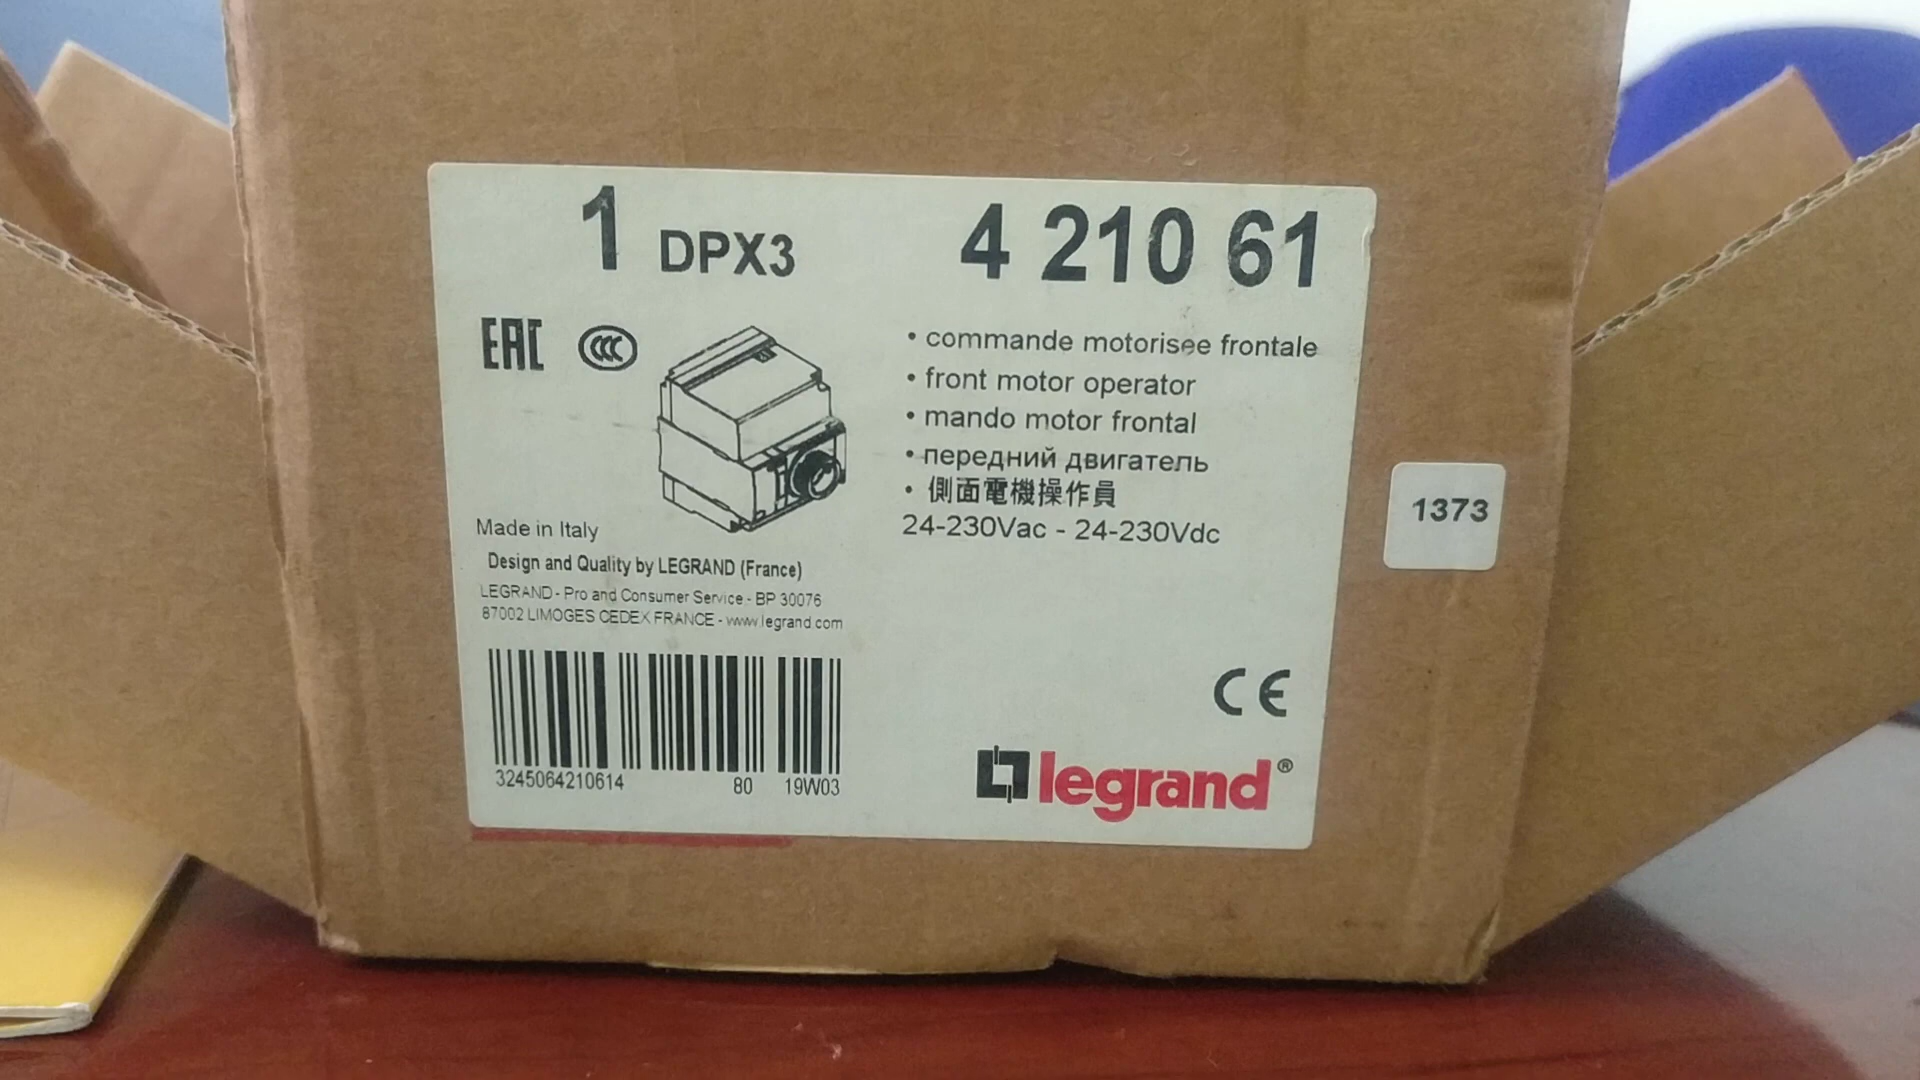 1 DPX3 4 210 61
EAC CCC
• commande motorisee frontale
• front motor operator
• mando motor frontal
• передний двигатель
• 側面電機操作員
24-230Vac - 24-230Vdc
Made in Italy
Design and Quality by LEGRAND (France)
LEGRAND - Pro and Consumer Service - BP 30076
87002 LIMOGES CEDEX FRANCE - www.legrand.com
3245064210614 80 19W03
CE
legrand®
1373